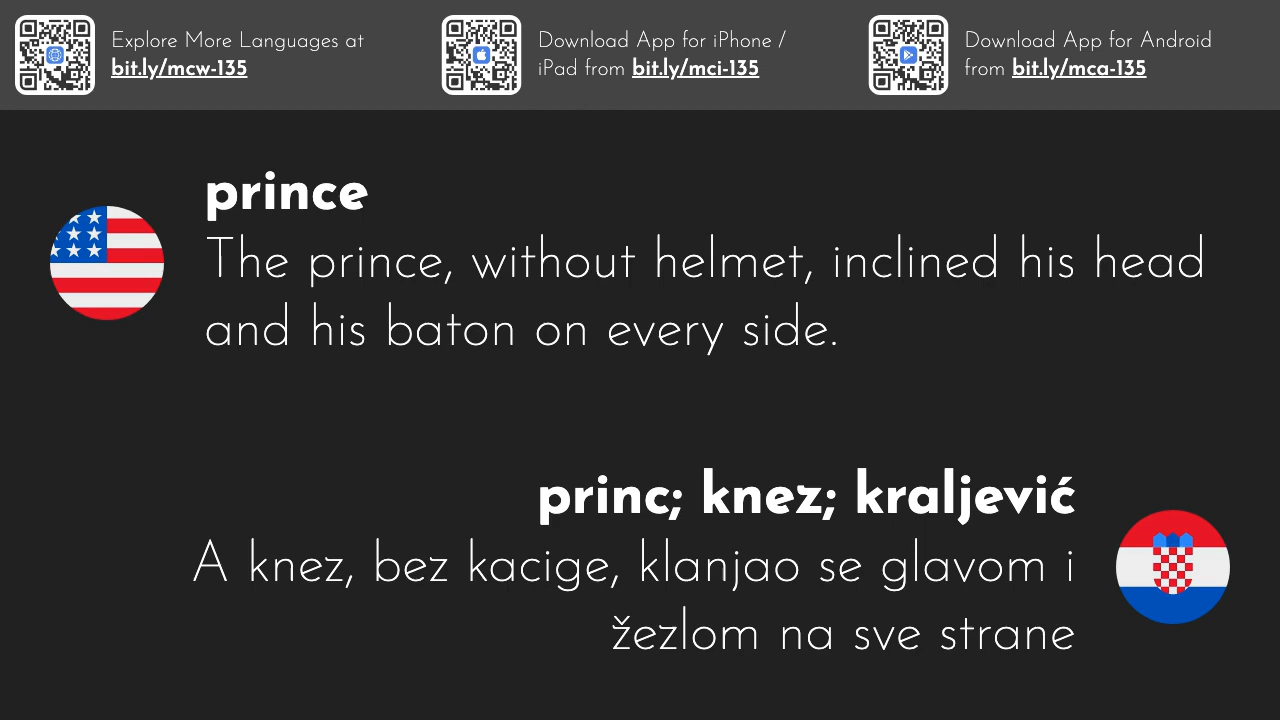 Explore More Languages at
bit.ly/mcw-135
Download App for iPhone /
iPad from bit.ly/mci-135
Download App for Android
from bit.ly/mca-135
prince
The prince, without helmet, inclined his head
and his baton on every side.
princ; knez; kraljević
A knez, bez kacige, klanjao se glavom i
žezlom na sve strane